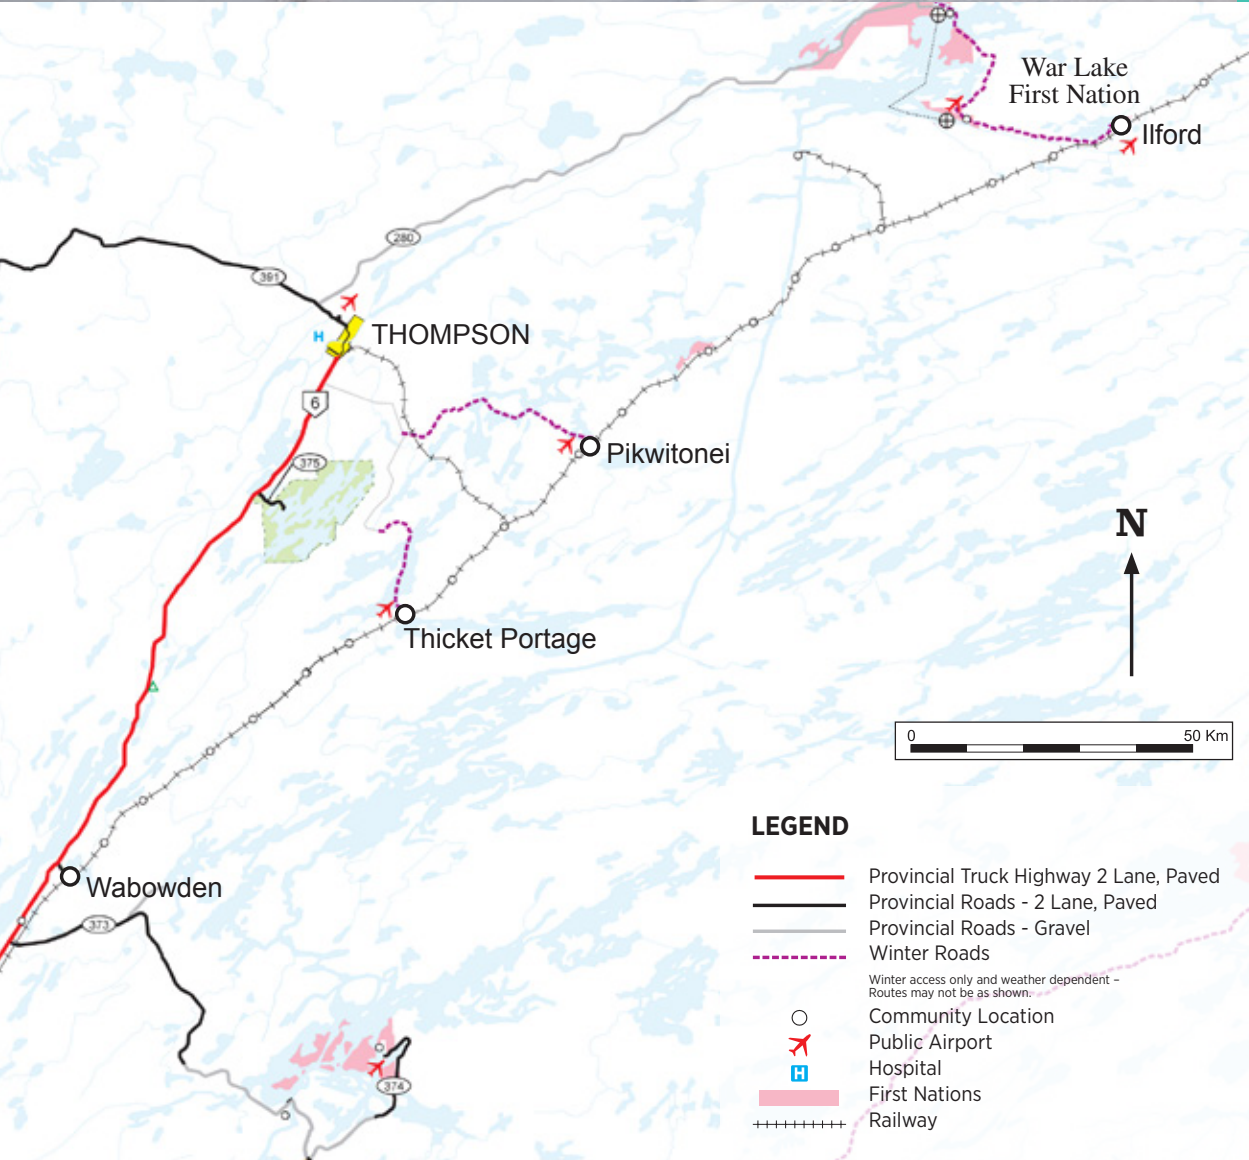 War Lake
First Nation
Ilford
280
391
THOMPSON
H
6
375
Pikwitonei
N
Thicket Portage
0 50 Km
LEGEND
Provincial Truck Highway 2 Lane, Paved
Wabowden
Provincial Roads - 2 Lane, Paved
373
Provincial Roads - Gravel
Winter Roads
Winter access only and weather dependent –
Routes may not be as shown.
Community Location
Public Airport
H Hospital
374
First Nations
Railway